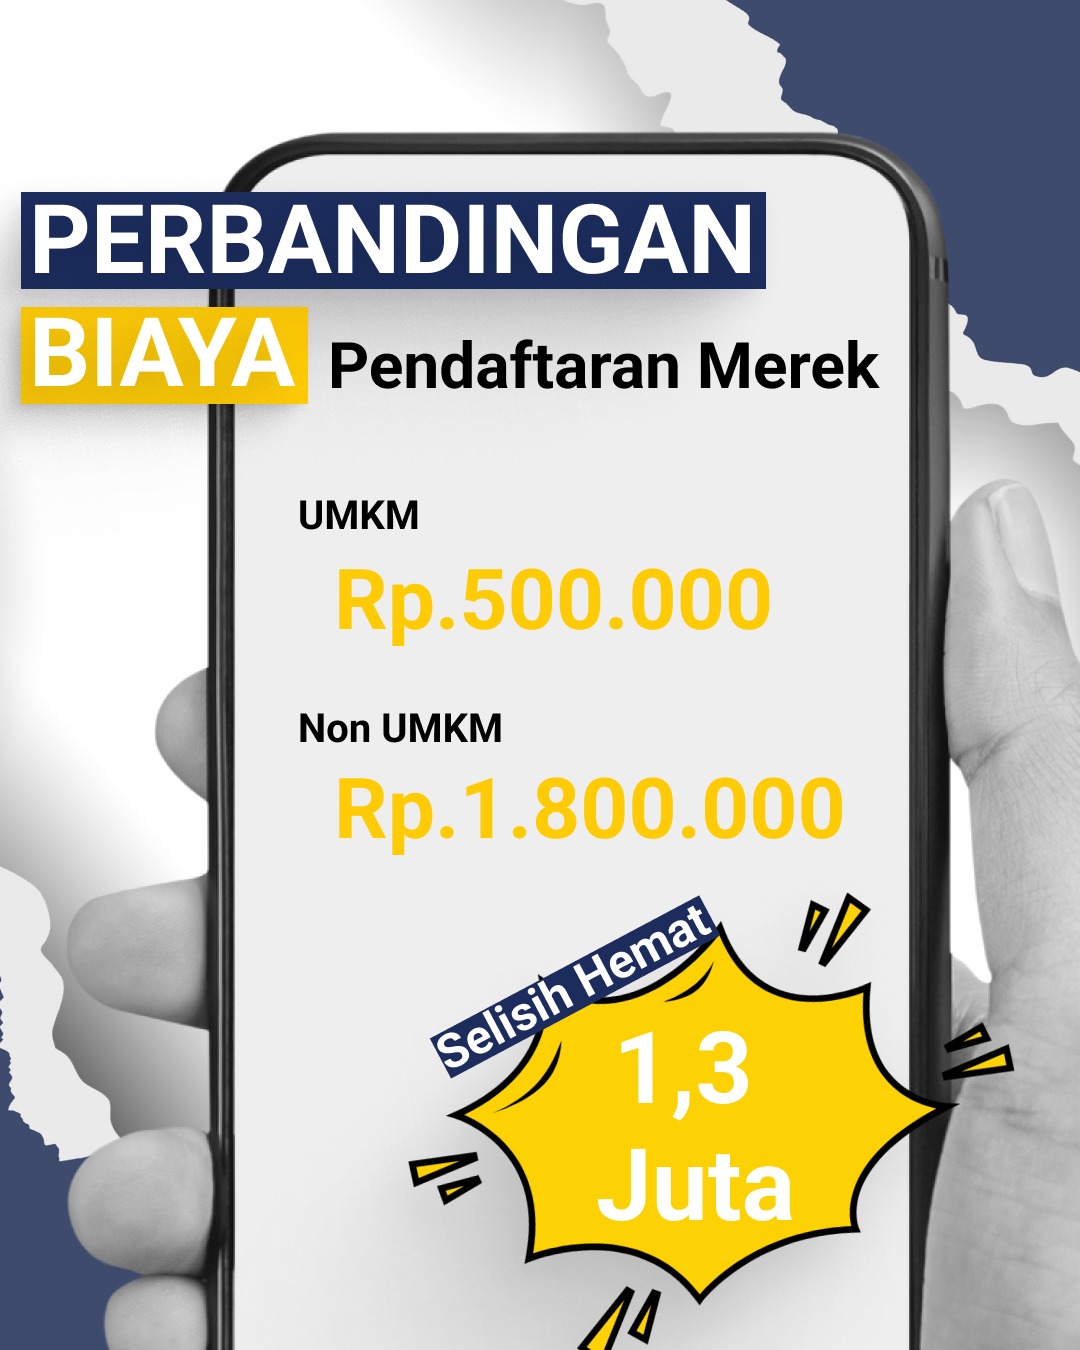 PERBANDINGAN
BIAYA Pendaftaran Merek
UMKM
Rp.500.000
Non UMKM
Rp.1.800.000
Selisih Hemat
1,3
Juta